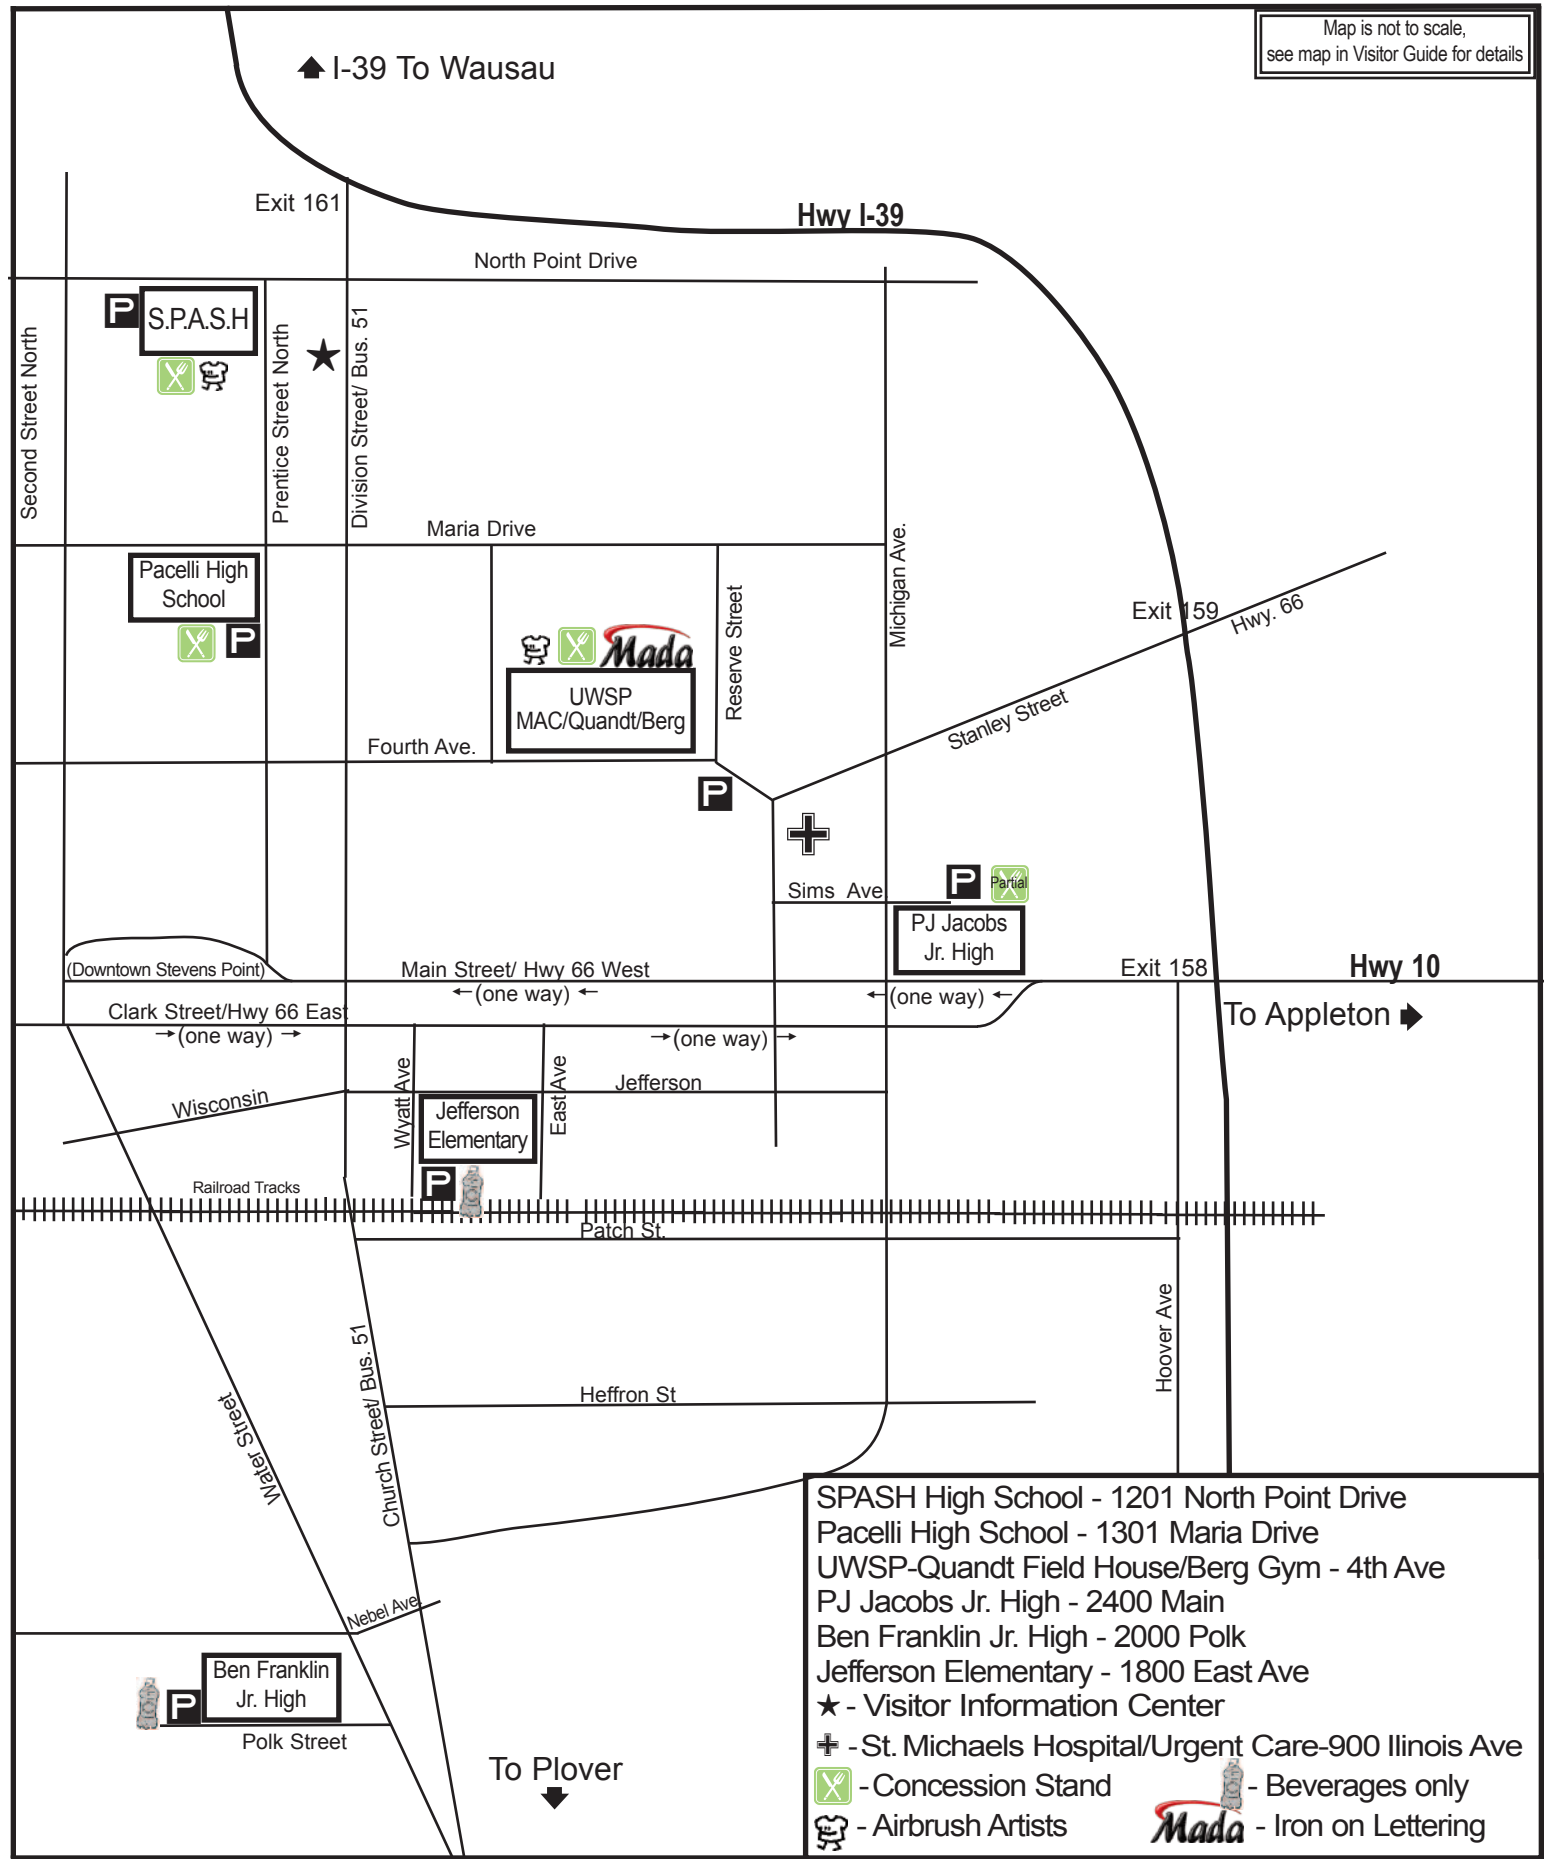 Map is not to scale,
see map in Visitor Guide for details
I-39 To Wausau
Exit 161
Hwy I-39
North Point Drive
P
S.P.A.S.H
Second Street North
Prentice Street North
Division Street/ Bus. 51
Maria Drive
Michigan Ave.
Pacelli High
School
P
Reserve Street
Exit 159
Hwy. 66
Mada
UWSP
MAC/Quandt/Berg
Stanley Street
Fourth Ave.
P
P
Partial
Sims Ave
PJ Jacobs
Jr. High
(Downtown Stevens Point)
Main Street/ Hwy 66 West
Exit 158
Hwy 10
←(one way) ←
←(one way) ←
Clark Street/Hwy 66 East
To Appleton
→(one way) →
→(one way) →
Wyatt Ave
East Ave
Jefferson
Wisconsin
Jefferson
Elementary
P
Railroad Tracks
Patch St.
Hoover Ave
Church Street/ Bus. 51
Heffron St
Water Street
Nebel Ave.
Ben Franklin
Jr. High
P
Polk Street
To Plover
SPASH High School - 1201 North Point Drive
Pacelli High School - 1301 Maria Drive
UWSP-Quandt Field House/Berg Gym - 4th Ave
PJ Jacobs Jr. High - 2400 Main
Ben Franklin Jr. High - 2000 Polk
Jefferson Elementary - 1800 East Ave
★ - Visitor Information Center
- St. Michaels Hospital/Urgent Care-900 Ilinois Ave
- Concession Stand
- Beverages only
- Airbrush Artists
Mada - Iron on Lettering